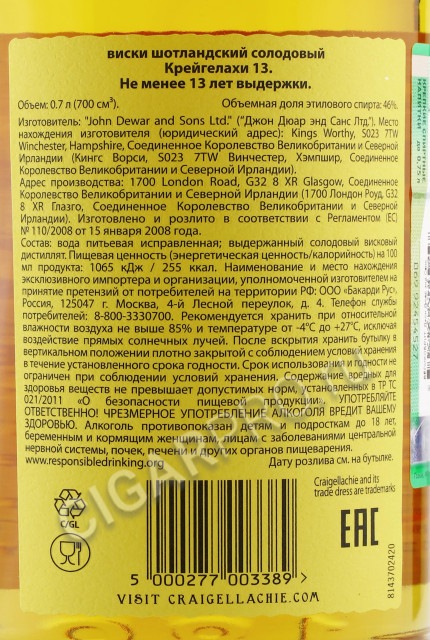 виски шотландский солодовый
Крейгелахи 13.
Не менее 13 лет выдержки.
Объем: 0.7 л (700 см³). Объемная доля этилового спирта: 46%.
Изготовитель: "John Dewar and Sons Ltd." ("Джон Дюар энд Санс Лтд."). Место
нахождения изготовителя (юридический адрес): Kings Worthy, SO23 7TW
Winchester, Hampshire, Соединенное Королевство Великобритании и Северной
Ирландии (Кингс Ворси, SO23 7TW Винчестер, Хэмпшир, Соединенное
Королевство Великобритании и Северной Ирландии).
Адрес производства: 1700 London Road, G32 8 XR Glasgow, Соединенное
Королевство Великобритании и Северной Ирландии (1700 Лондон Роуд, G32
8 XR Глазго, Соединенное Королевство Великобритании и Северной
Ирландии). Изготовлено и розлито в соответствии с Регламентом (ЕС)
№ 110/2008 от 15 января 2008 года.
Состав: вода питьевая исправленная; выдержанный солодовый висковый
дистиллят. Пищевая ценность (энергетическая ценность/калорийность) на 100
мл продукта: 1065 кДж / 255 ккал. Наименование и место нахождения
эксклюзивного импортера и организации, уполномоченной изготовителем на
принятие претензий от потребителей на территории РФ: ООО «Бакарди Рус»,
Россия, 125047 г. Москва, 4-й Лесной переулок, д. 4. Телефон службы
потребителей: 8-800-3330700. Рекомендуется хранить при относительной
влажности воздуха не выше 85% и температуре от -4°С до +27°С, исключая
воздействие прямых солнечных лучей. После вскрытия хранить бутылку в
вертикальном положении плотно закрытой с соблюдением условий хранения
в течение установленного срока годности. Срок использования и годности не
ограничен при соблюдении условий хранения. Содержание вредных для
здоровья веществ не превышает допустимых норм, установленных в ТР ТС
021/2011 «О безопасности пищевой продукции». УПОТРЕБЛЯЙТЕ
ОТВЕТСТВЕННО! ЧРЕЗМЕРНОЕ УПОТРЕБЛЕНИЕ АЛКОГОЛЯ ВРЕДИТ ВАШЕМУ
ЗДОРОВЬЮ. Алкоголь противопоказан детям и подросткам до 18 лет,
беременным и кормящим женщинам, лицам с заболеваниями центральной
нервной системы, почек, печени и других органов пищеварения.
www.responsibledrinking.org Дата розлива см. на бутылке.
Craigellachie and its
trade dress are trademarks
C/GL
EAC
8143702420
5 000277 003389 >
VISIT CRAIGELLACHIE.COM